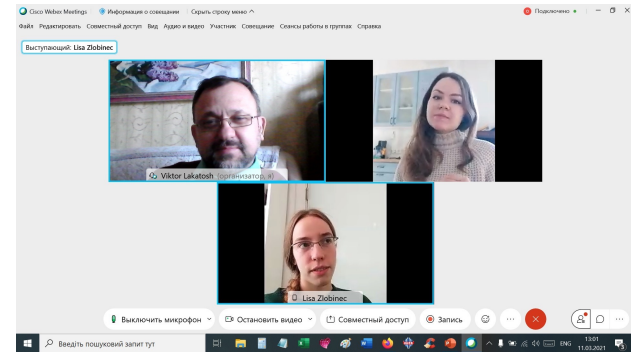 Cisco Webex Meetings
Информация о совещании
Скрыть строку меню
Подключено
Файл Редактировать Совместный доступ Вид Аудио и видео Участник Совещание Сеансы работы в группах Справка
Выступающий: Lisa Zlobinec
Viktor Lakatosh (организатор, я)
Lisa Zlobinec
Выключить микрофон
Остановить видео
Совместный доступ
Запись
Введіть пошуковий запит тут
ENG
13:01
11.03.2021